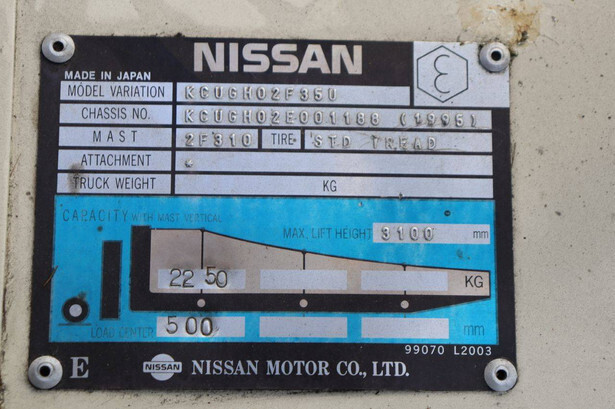 NISSAN
MADE IN JAPAN
MODEL VARIATION KCUGH02F35U
CHASSIS NO. KCUGH02E001188 (1995)
MAST 2F310 TIRE STD TREAD
ATTACHMENT *
TRUCK WEIGHT KG
CAPACITY WITH MAST VERTICAL
MAX. LIFT HEIGHT 3100 mm
2250 KG
LOAD CENTER 500 mm
99070 L2003
E NISSAN NISSAN MOTOR CO., LTD.